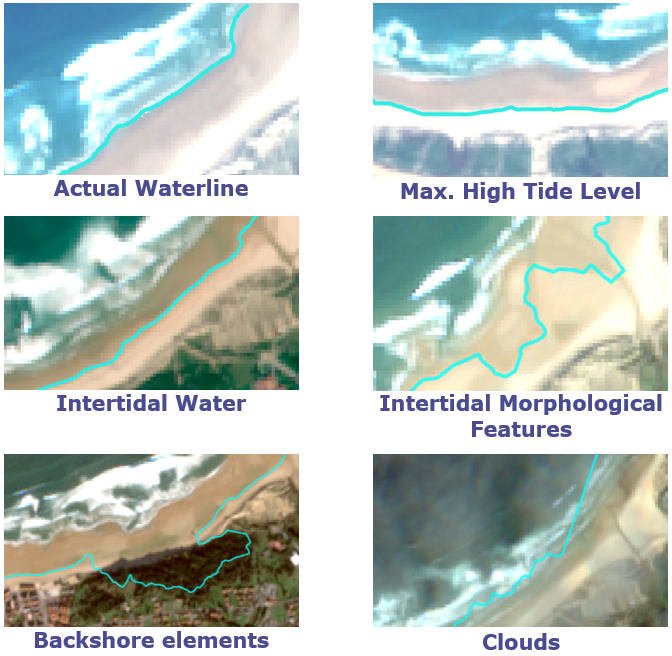 Actual Waterline
Max. High Tide Level
Intertidal Water
Intertidal Morphological
Features
Backshore elements
Clouds